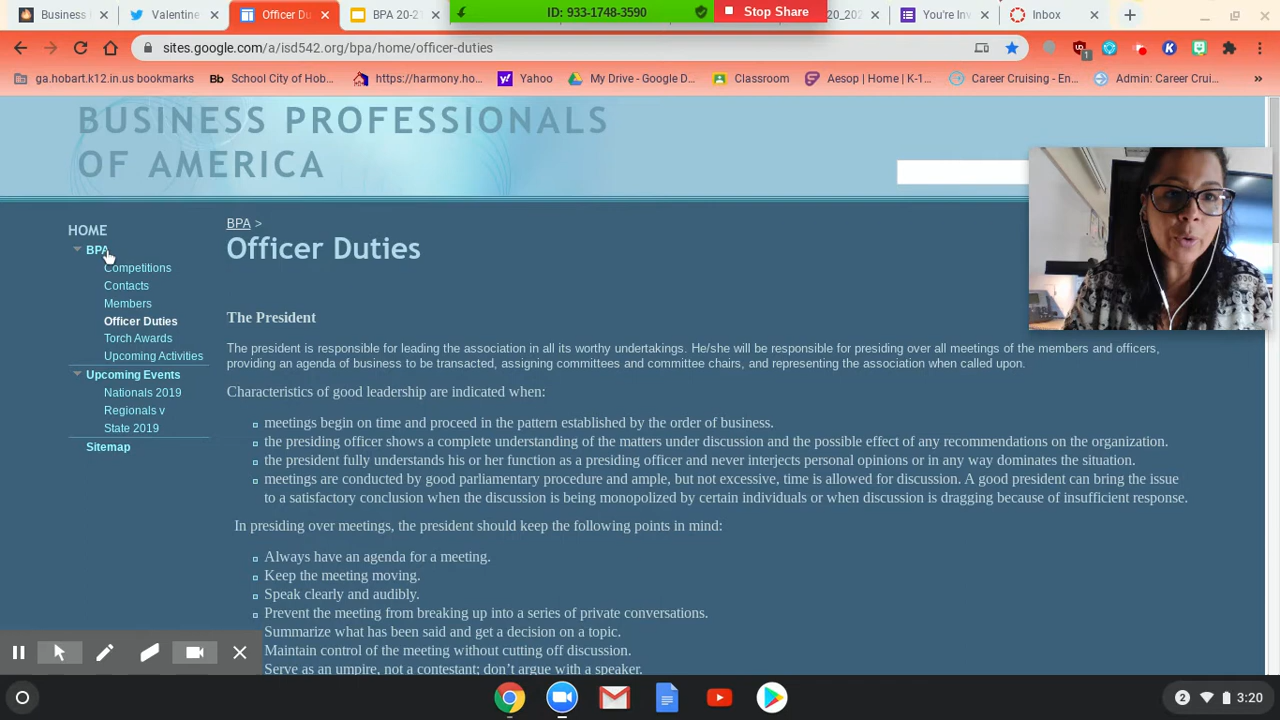 Business
Valentine
Officer Du
BPA 20-2
ID: 933-1748-3590
Stop Share
20_202
You're Inv
Inbox
sites.google.com/a/isd542.org/bpa/home/officer-duties
1
ga.hobart.k12.in.us bookmarks
Bb School City of Hob...
https://harmony.ho...
Yahoo
My Drive - Google D...
Classroom
Aesop | Home | K-1...
Career Cruising - En...
Admin: Career Crui...
»
BUSINESS PROFESSIONALS
OF AMERICA
HOME
BPA
Competitions
Contacts
Members
Officer Duties
Torch Awards
Upcoming Activities
Upcoming Events
Nationals 2019
Regionals v
State 2019
Sitemap
BPA >
Officer Duties
The President
The president is responsible for leading the association in all its worthy undertakings. He/she will be responsible for presiding over all meetings of the members and officers,
providing an agenda of business to be transacted, assigning committees and committee chairs, and representing the association when called upon.
Characteristics of good leadership are indicated when:
meetings begin on time and proceed in the pattern established by the order of business.
the presiding officer shows a complete understanding of the matters under discussion and the possible effect of any recommendations on the organization.
the president fully understands his or her function as a presiding officer and never interjects personal opinions or in any way dominates the situation.
meetings are conducted by good parliamentary procedure and ample, but not excessive, time is allowed for discussion. A good president can bring the issue
to a satisfactory conclusion when the discussion is being monopolized by certain individuals or when discussion is dragging because of insufficient response.
In presiding over meetings, the president should keep the following points in mind:
Always have an agenda for a meeting.
Keep the meeting moving.
Speak clearly and audibly.
Prevent the meeting from breaking up into a series of private conversations.
Summarize what has been said and get a decision on a topic.
Maintain control of the meeting without cutting off discussion.
Serve as an umpire, not a contestant; don't argue with a speaker.
2
3:20